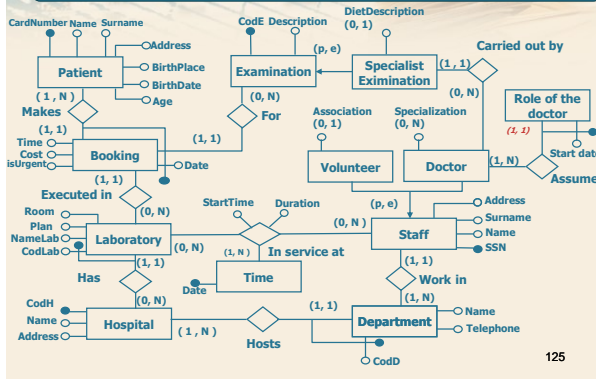 CardNumber Name Surname
Address
BirthPlace
BirthDate
Age
Patient
(1 , N)
Makes
(1, 1)
Time
Cost
isUrgent
Booking
Date
(1, 1)
Executed in
(0, N)
Room
Plan
NameLab
CodLab
Laboratory
(0, N)
(1, 1)
Has
(0, N)
CodH
Name
Address
Hospital
(1 , N)
Hosts
(1, 1)
CodE Description
(p, e)
Examination
(0, N)
For
(1, 1)
DietDescription
(0, 1)
Specialist
Eximination
(1 , 1)
Carried out by
(0, N)
Association
(0, 1)
Specialization
(0, N)
Volunteer
Doctor
(p, e)
(1, N)
Role of the
doctor
(1, 1)
Start date
Assume
StartTime
Duration
(0, N)
In service at
(1, N)
Time
Date
Staff
Address
Surname
Name
SSN
(1, 1)
Work in
(1, N)
Department
Name
Telephone
CodD
125